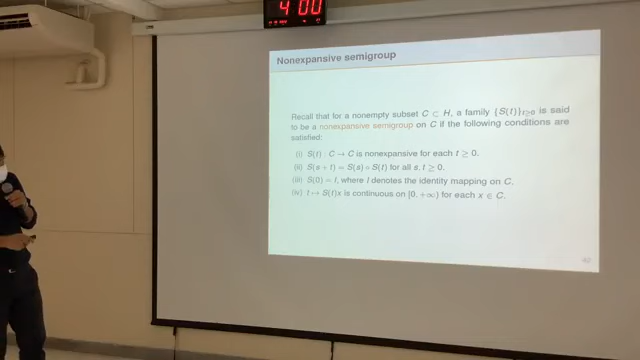 4 00
Nonexpansive semigroup
Recall that for a nonempty subset C ⊂ H, a family {S(t)}t≥0 is said
to be a nonexpansive semigroup on C if the following conditions are
satisfied:
(i) S(t) : C → C is nonexpansive for each t ≥ 0.
(ii) S(s + t) = S(s) ∘ S(t) for all s, t ≥ 0.
(iii) S(0) = I, where I denotes the identity mapping on C.
(iv) t ↦ S(t)x is continuous on [0, +∞) for each x ∈ C.